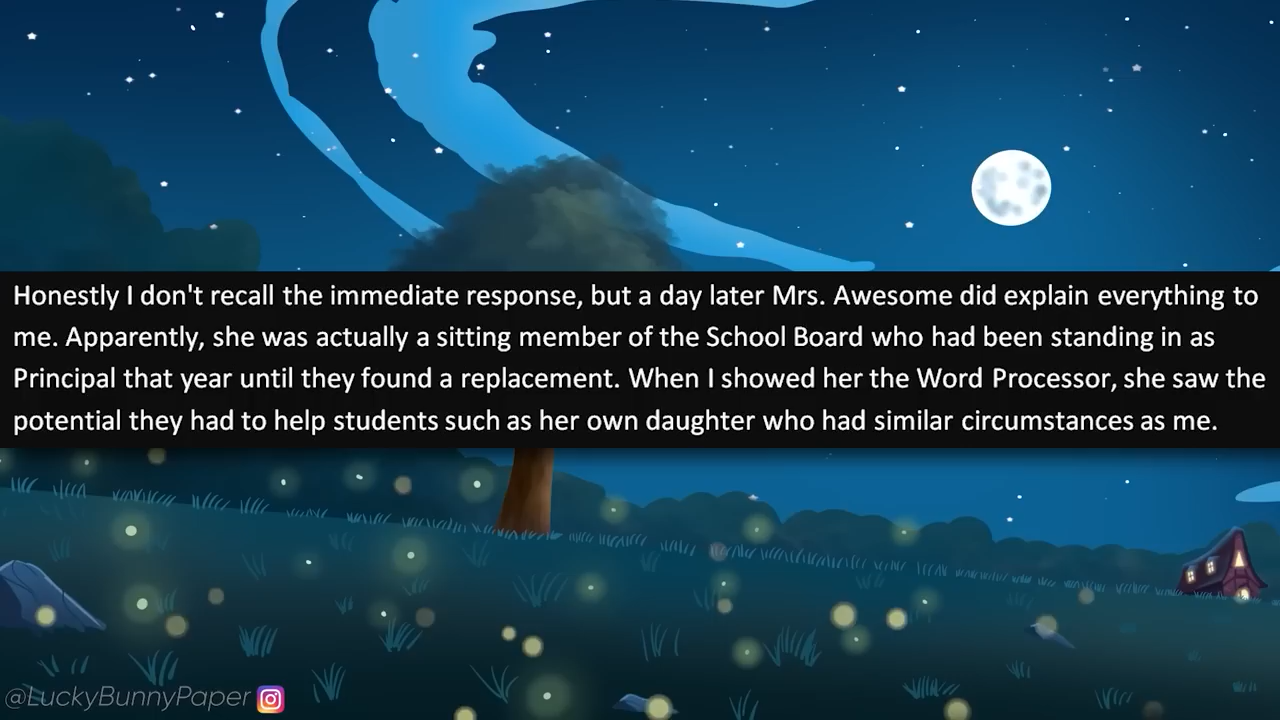 Honestly I don't recall the immediate response, but a day later Mrs. Awesome did explain everything to
me. Apparently, she was actually a sitting member of the School Board who had been standing in as
Principal that year until they found a replacement. When I showed her the Word Processor, she saw the
potential they had to help students such as her own daughter who had similar circumstances as me.
@LuckyBunnyPaper